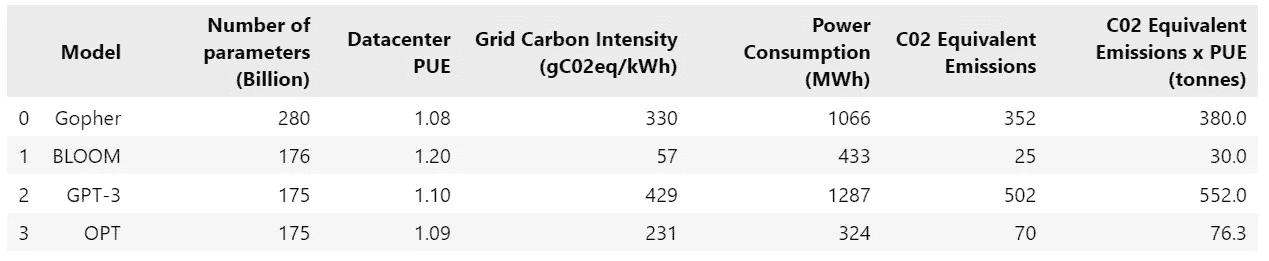 Model Number of parameters (Billion) Datacenter PUE Grid Carbon Intensity (gC02eq/kWh) Power Consumption (MWh) C02 Equivalent Emissions C02 Equivalent Emissions x PUE (tonnes)
0 Gopher 280 1.08 330 1066 352 380.0
1 BLOOM 176 1.20 57 433 25 30.0
2 GPT-3 175 1.10 429 1287 502 552.0
3 OPT 175 1.09 231 324 70 76.3